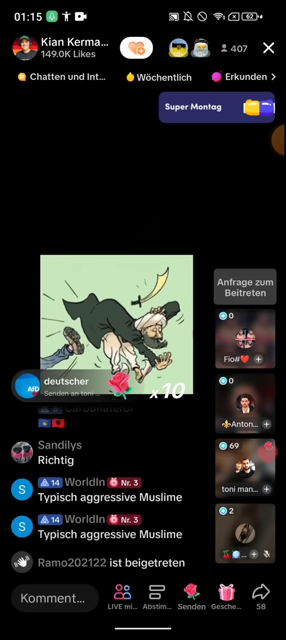 01:15
62
Kian Kerma...
149.0K Likes
407
Chatten und Int...
Wöchentlich
Erkunden
Super Montag
Anfrage zum
Beitreten
0
Fio#
0
Anton...
69
toni man...
2
AfD
deutscher
Senden an toni
x10
Sandilys
Richtig
S
14 WorldIn Nr. 3
Typisch aggressive Muslime
S
14 WorldIn Nr. 3
Typisch aggressive Muslime
Ramo202122 ist beigetreten
Komment...
LIVE mi...
Abstim...
Senden
Gesche...
58